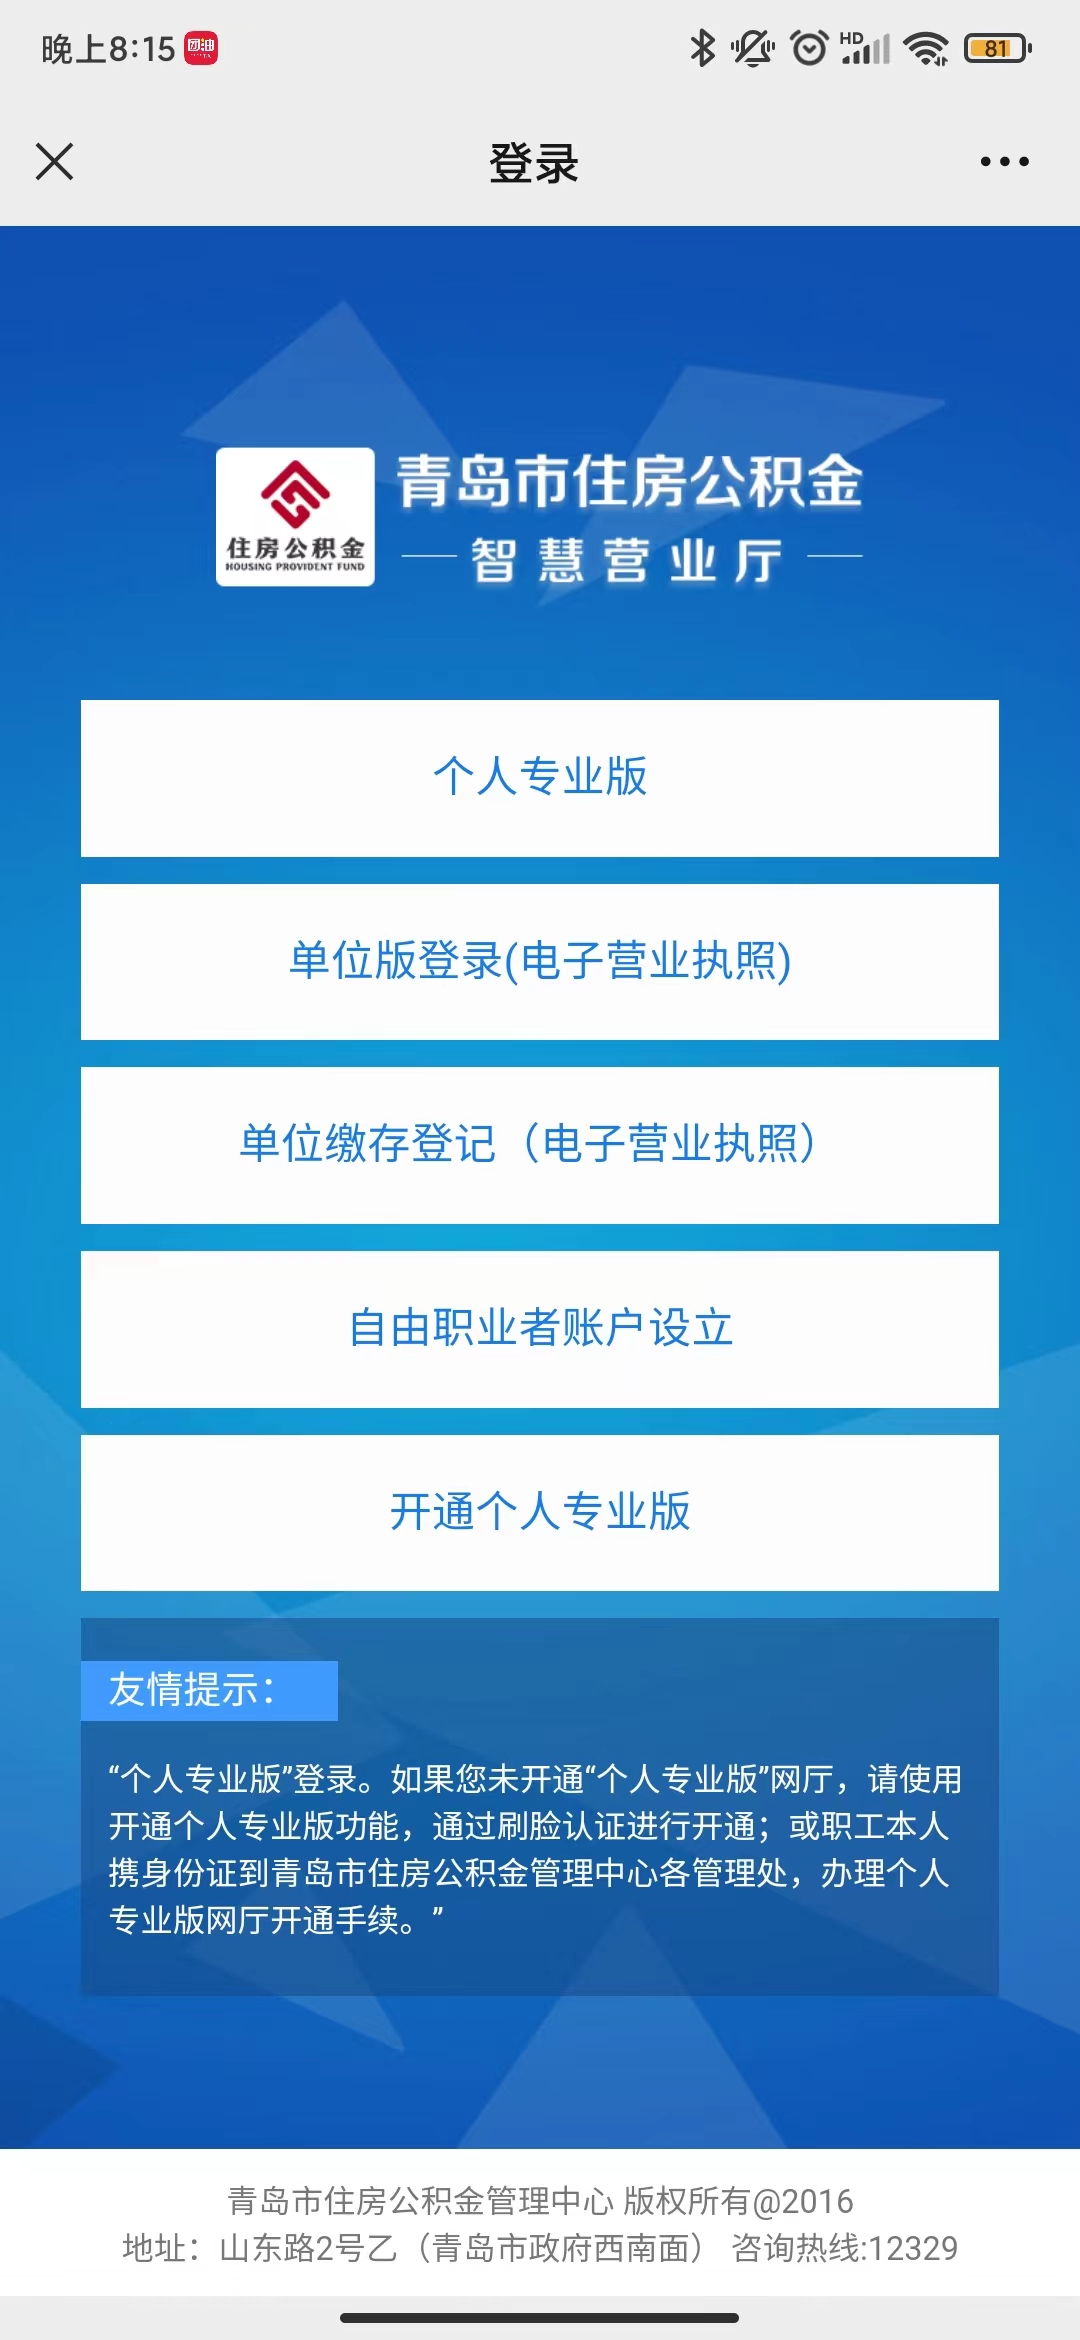 晚上8:15 团油
HD 81
登录
青岛市住房公积金
智慧营业厅
住房公积金
HOUSING PROVIDENT FUND
个人专业版
单位版登录(电子营业执照)
单位缴存登记（电子营业执照）
自由职业者账户设立
开通个人专业版
友情提示：
“个人专业版”登录。如果您未开通“个人专业版”网厅，请使用
开通个人专业版功能，通过刷脸认证进行开通；或职工本人
携身份证到青岛市住房公积金管理中心各管理处，办理个人
专业版网厅开通手续。”
青岛市住房公积金管理中心 版权所有@2016
地址：山东路2号乙（青岛市政府西南面） 咨询热线:12329